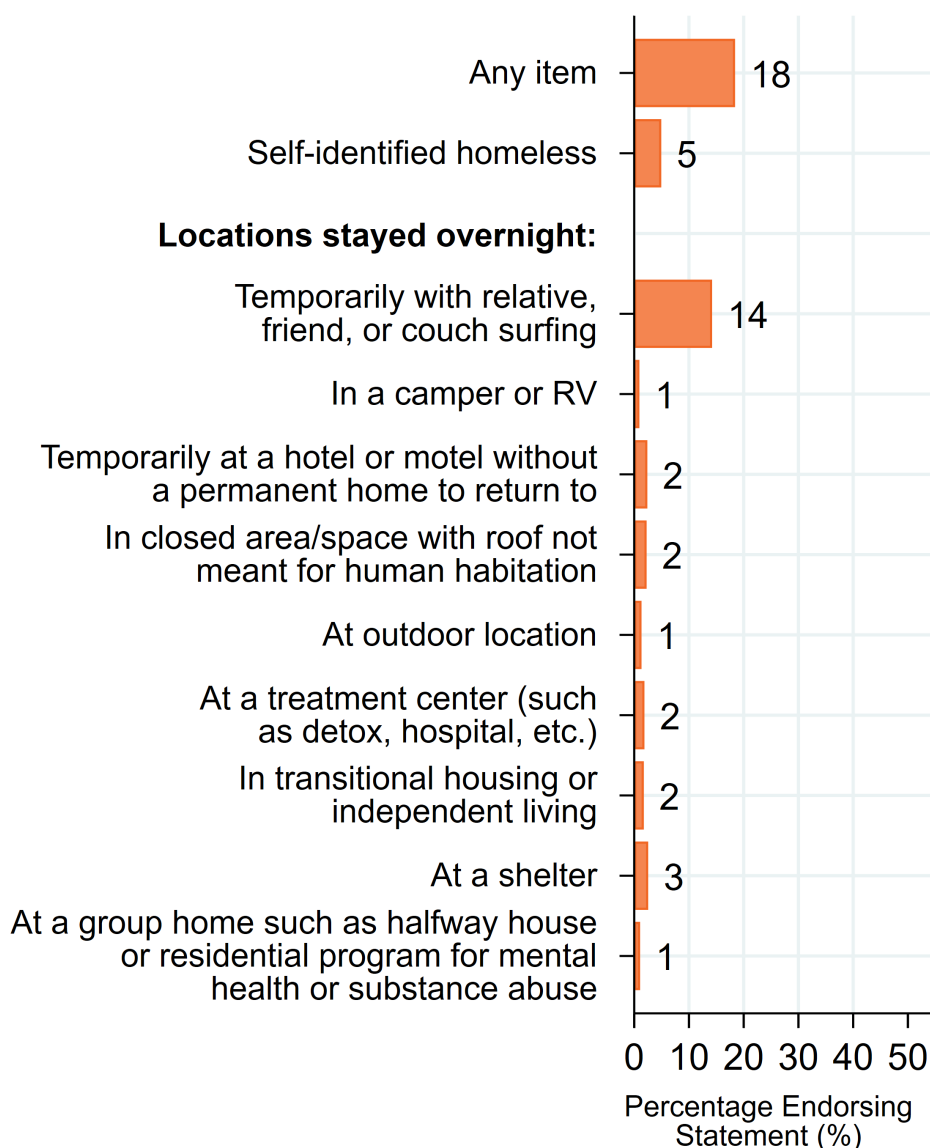 Any item
18
Self-identified homeless
5
Locations stayed overnight:
Temporarily with relative,
friend, or couch surfing
14
In a camper or RV
1
Temporarily at a hotel or motel without
a permanent home to return to
2
In closed area/space with roof not
meant for human habitation
2
At outdoor location
1
At a treatment center (such
as detox, hospital, etc.)
2
In transitional housing or
independent living
2
At a shelter
3
At a group home such as halfway house
or residential program for mental
health or substance abuse
1
0 10 20 30 40 50
Percentage Endorsing
Statement (%)